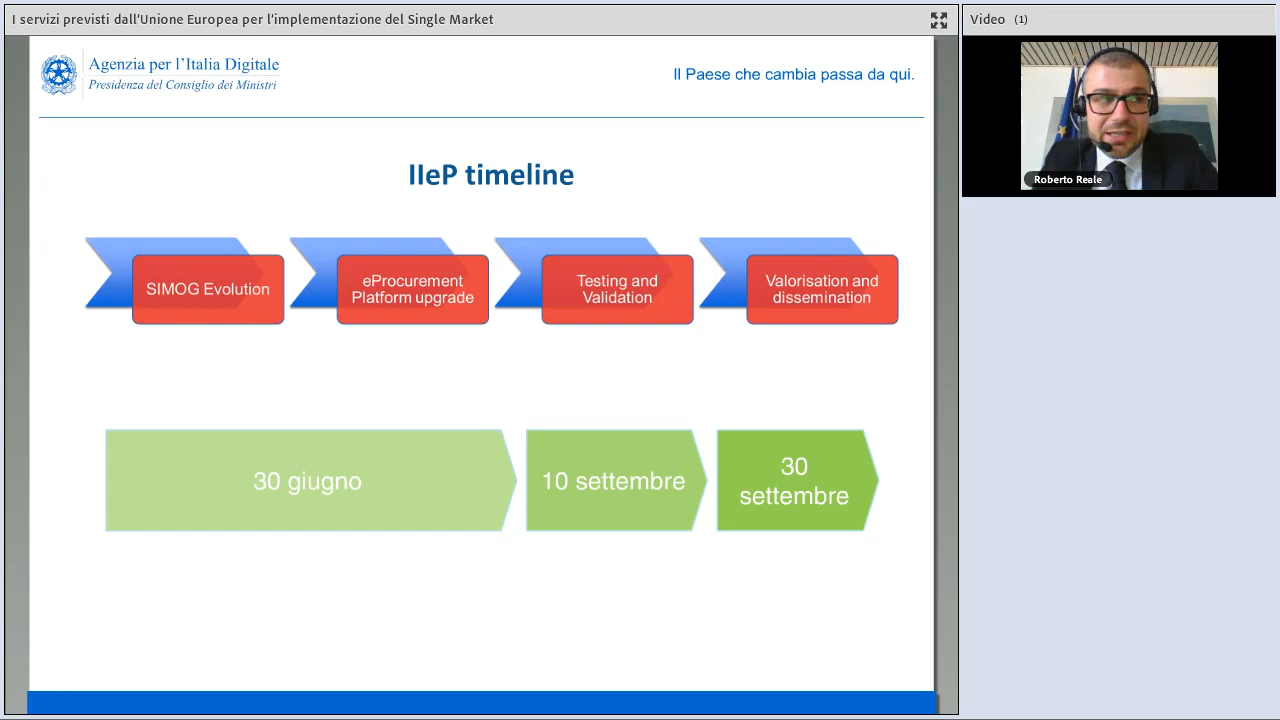 I servizi previsti dall'Unione Europea per l'implementazione del Single Market
Video (1)
Agenzia per l'Italia Digitale
Presidenza del Consiglio dei Ministri
Il Paese che cambia passa da qui.
Roberto Reale
IIeP timeline
SIMOG Evolution
eProcurement
Platform upgrade
Testing and
Validation
Valorisation and
dissemination
30 giugno
10 settembre
30
settembre